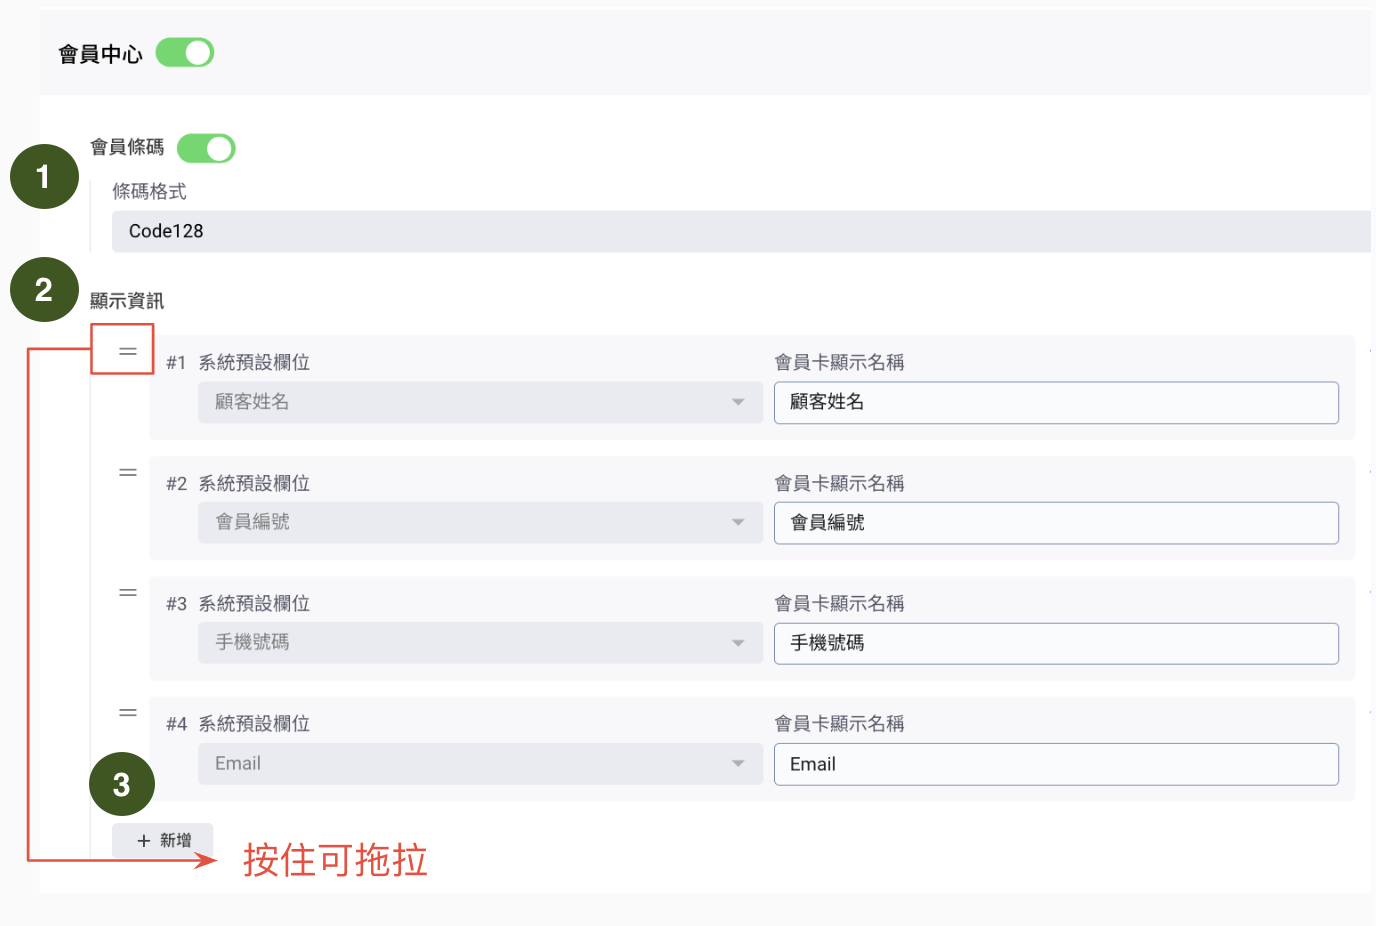 會員中心
1
會員條碼
條碼格式
Code128
2
顯示資訊
#1 系統預設欄位 會員卡顯示名稱
顧客姓名 顧客姓名
#2 系統預設欄位 會員卡顯示名稱
會員編號 會員編號
#3 系統預設欄位 會員卡顯示名稱
手機號碼 手機號碼
#4 系統預設欄位 會員卡顯示名稱
Email Email
3
+ 新增
按住可拖拉